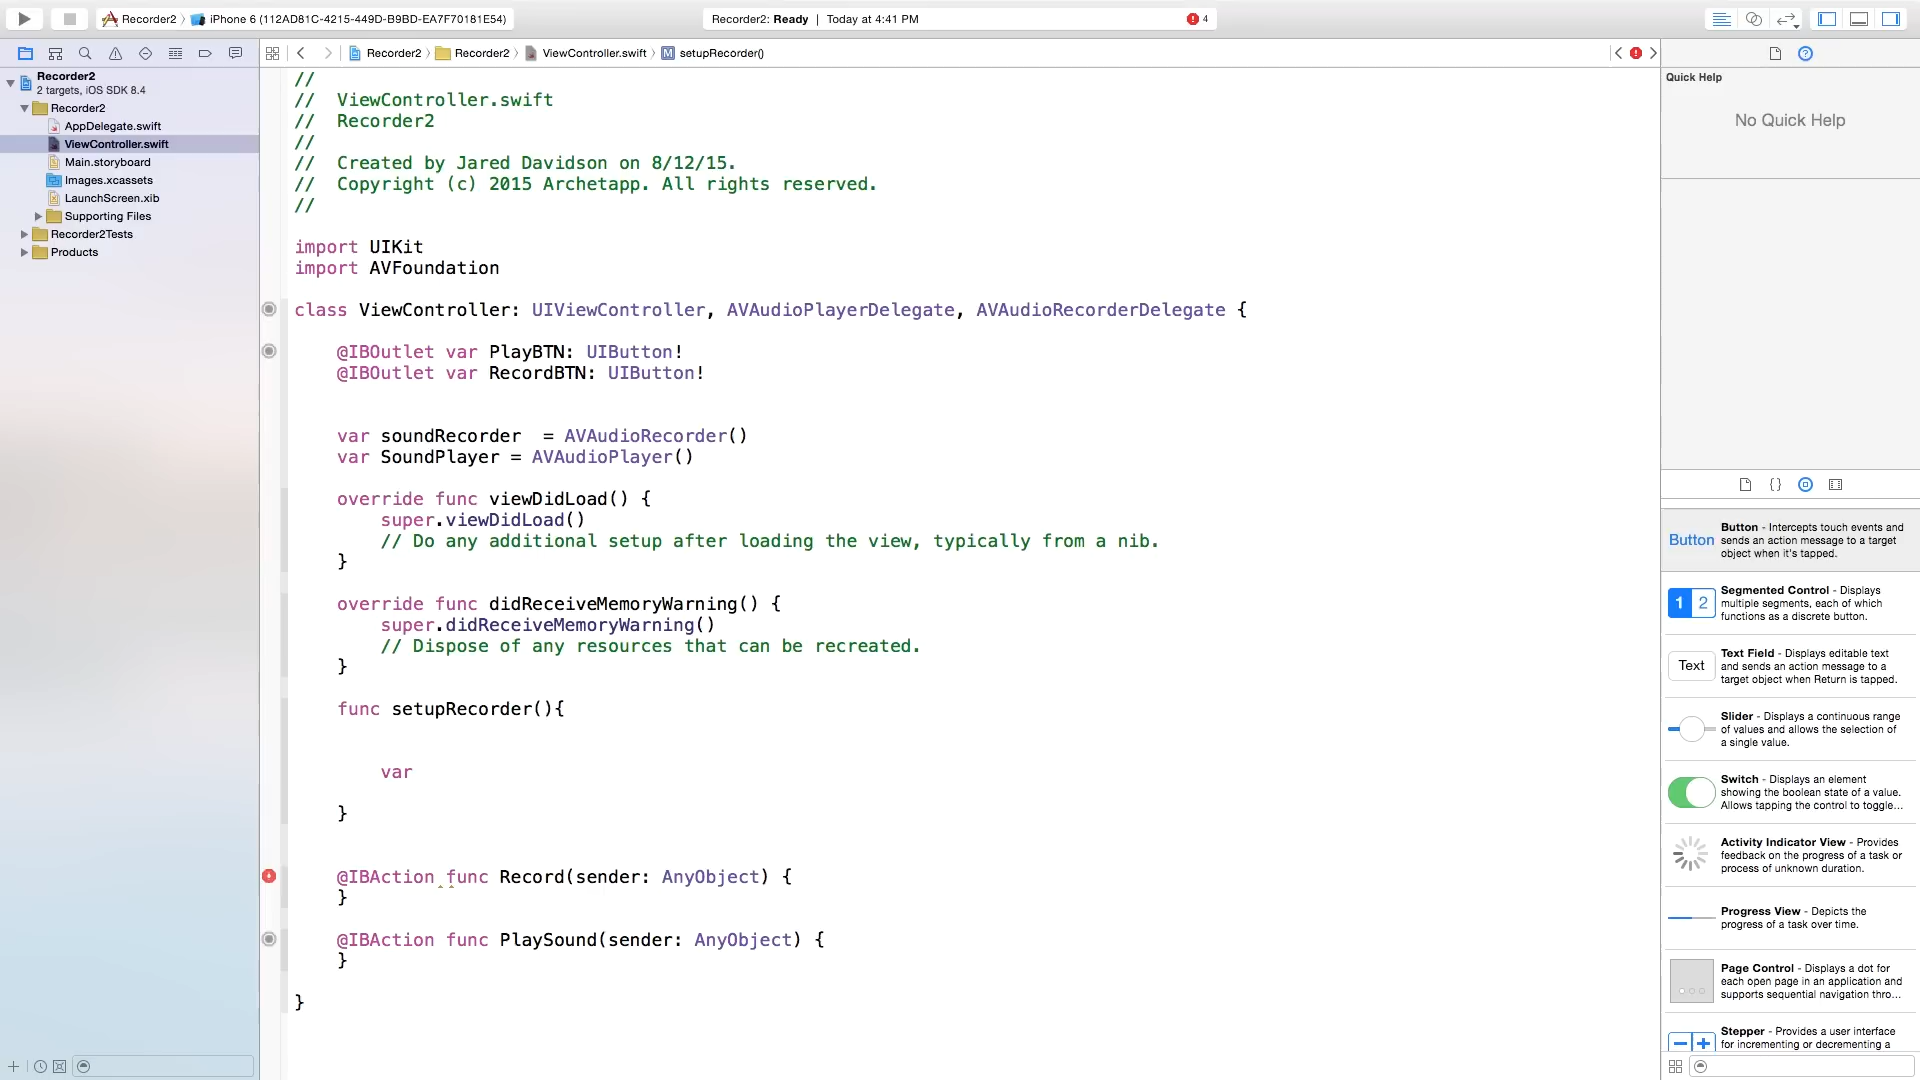 Recorder2 iPhone 6 (112AD81C-4215-449D-B9BD-EA7F70181E54)
Recorder2: Ready | Today at 4:41 PM
4
Recorder2 Recorder2 ViewController.swift M setupRecorder()
Recorder2
2 targets, iOS SDK 8.4
Recorder2
AppDelegate.swift
ViewController.swift
Main.storyboard
Images.xcassets
LaunchScreen.xib
Supporting Files
Recorder2Tests
Products
//
// ViewController.swift
// Recorder2
//
// Created by Jared Davidson on 8/12/15.
// Copyright (c) 2015 Archetapp. All rights reserved.
//
import UIKit
import AVFoundation
class ViewController: UIViewController, AVAudioPlayerDelegate, AVAudioRecorderDelegate {
@IBOutlet var PlayBTN: UIButton!
@IBOutlet var RecordBTN: UIButton!
var soundRecorder  = AVAudioRecorder()
var SoundPlayer = AVAudioPlayer()
override func viewDidLoad() {
super.viewDidLoad()
// Do any additional setup after loading the view, typically from a nib.
}
override func didReceiveMemoryWarning() {
super.didReceiveMemoryWarning()
// Dispose of any resources that can be recreated.
}
func setupRecorder(){
var
}
@IBAction func Record(sender: AnyObject) {
}
@IBAction func PlaySound(sender: AnyObject) {
}
}
Quick Help
No Quick Help
{ }
Button
Button - Intercepts touch events and
sends an action message to a target
object when it's tapped.
1 2
Segmented Control - Displays
multiple segments, each of which
functions as a discrete button.
Text
Text Field - Displays editable text
and sends an action message to a
target object when Return is tapped.
Slider - Displays a continuous range
of values and allows the selection of
a single value.
Switch - Displays an element
showing the boolean state of a value.
Allows tapping the control to toggle...
Activity Indicator View - Provides
feedback on the progress of a task or
process of unknown duration.
Progress View - Depicts the
progress of a task over time.
Page Control - Displays a dot for
each open page in an application and
supports sequential navigation thro...
Stepper - Provides a user interface
for incrementing or decrementing a